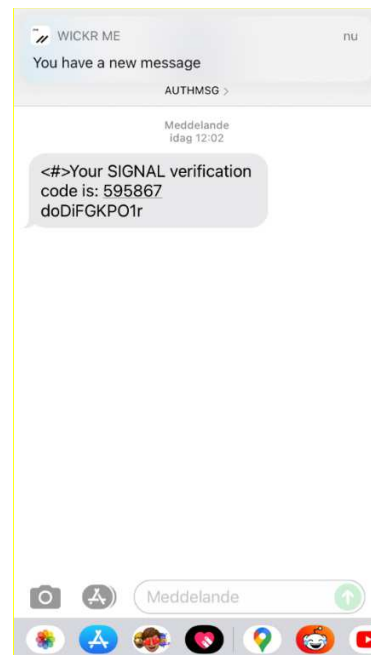 WICKR ME nu
You have a new message
AUTHMSG >
Meddelande
idag 12:02
<#>Your SIGNAL verification
code is: 595867
doDiFGKPO1r
Meddelande